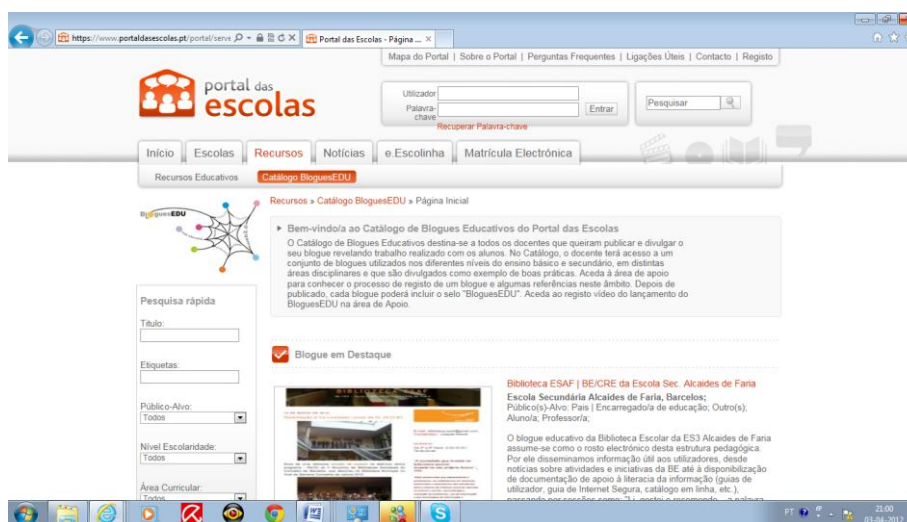 https://www.portaldasescolas.pt/portal/serve
Portal das Escolas - Página ...
Mapa do Portal | Sobre o Portal | Perguntas Frequentes | Ligações Úteis | Contacto | Registo
portal das
escolas
Utilizador
Palavra-
chave
Entrar
Recuperar Palavra-chave
Pesquisar
Início Escolas Recursos Notícias e.Escolinha Matrícula Electrónica
Recursos Educativos Catálogo BloguesEDU
BloguesEDU
Recursos » Catálogo BloguesEDU » Página Inicial
Bem-vindo/a ao Catálogo de Blogues Educativos do Portal das Escolas
O Catálogo de Blogues Educativos destina-se a todos os docentes que queiram publicar e divulgar o
seu blogue revelando trabalho realizado com os alunos. No Catálogo, o docente terá acesso a um
conjunto de blogues utilizados nos diferentes níveis do ensino básico e secundário, em distintas
áreas disciplinares e que são divulgados como exemplo de boas práticas. Aceda à área de apoio
para conhecer o processo de registo de um blogue e algumas referências neste âmbito. Depois de
publicado, cada blogue poderá incluir o selo "BloguesEDU". Aceda ao registo vídeo do lançamento do
BloguesEDU na área de Apoio.
Pesquisa rápida
Título:
Etiquetas:
Público-Alvo:
Todos
Nível Escolaridade:
Todos
Área Curricular:
Todos
Blogue em Destaque
BIBLIOTECA ESAF
Biblioteca ESAF | BE/CRE da Escola Sec. Alcaides de Faria
Escola Secundária Alcaides de Faria, Barcelos;
Público(s)-Alvo: Pais | Encarregado/a de educação; Outro(s);
Aluno/a; Professor/a;
O blogue educativo da Biblioteca Escolar da ES3 Alcaides de Faria
assume-se como o rosto electrónico desta estrutura pedagógica.
Por ele disseminamos informação útil aos utilizadores, desde
notícias sobre atividades e iniciativas da BE até à disponibilização
de documentação de apoio à literacia da informação (guias de
utilizador, guia de Internet Segura, catálogo em linha, etc.),
PT
21:00
03-04-2012